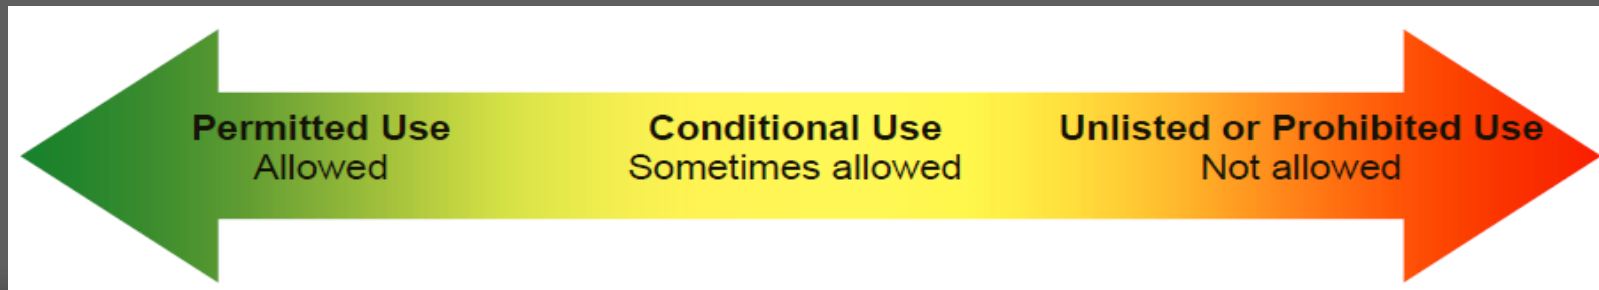 Permitted Use
Allowed
Conditional Use
Sometimes allowed
Unlisted or Prohibited Use
Not allowed